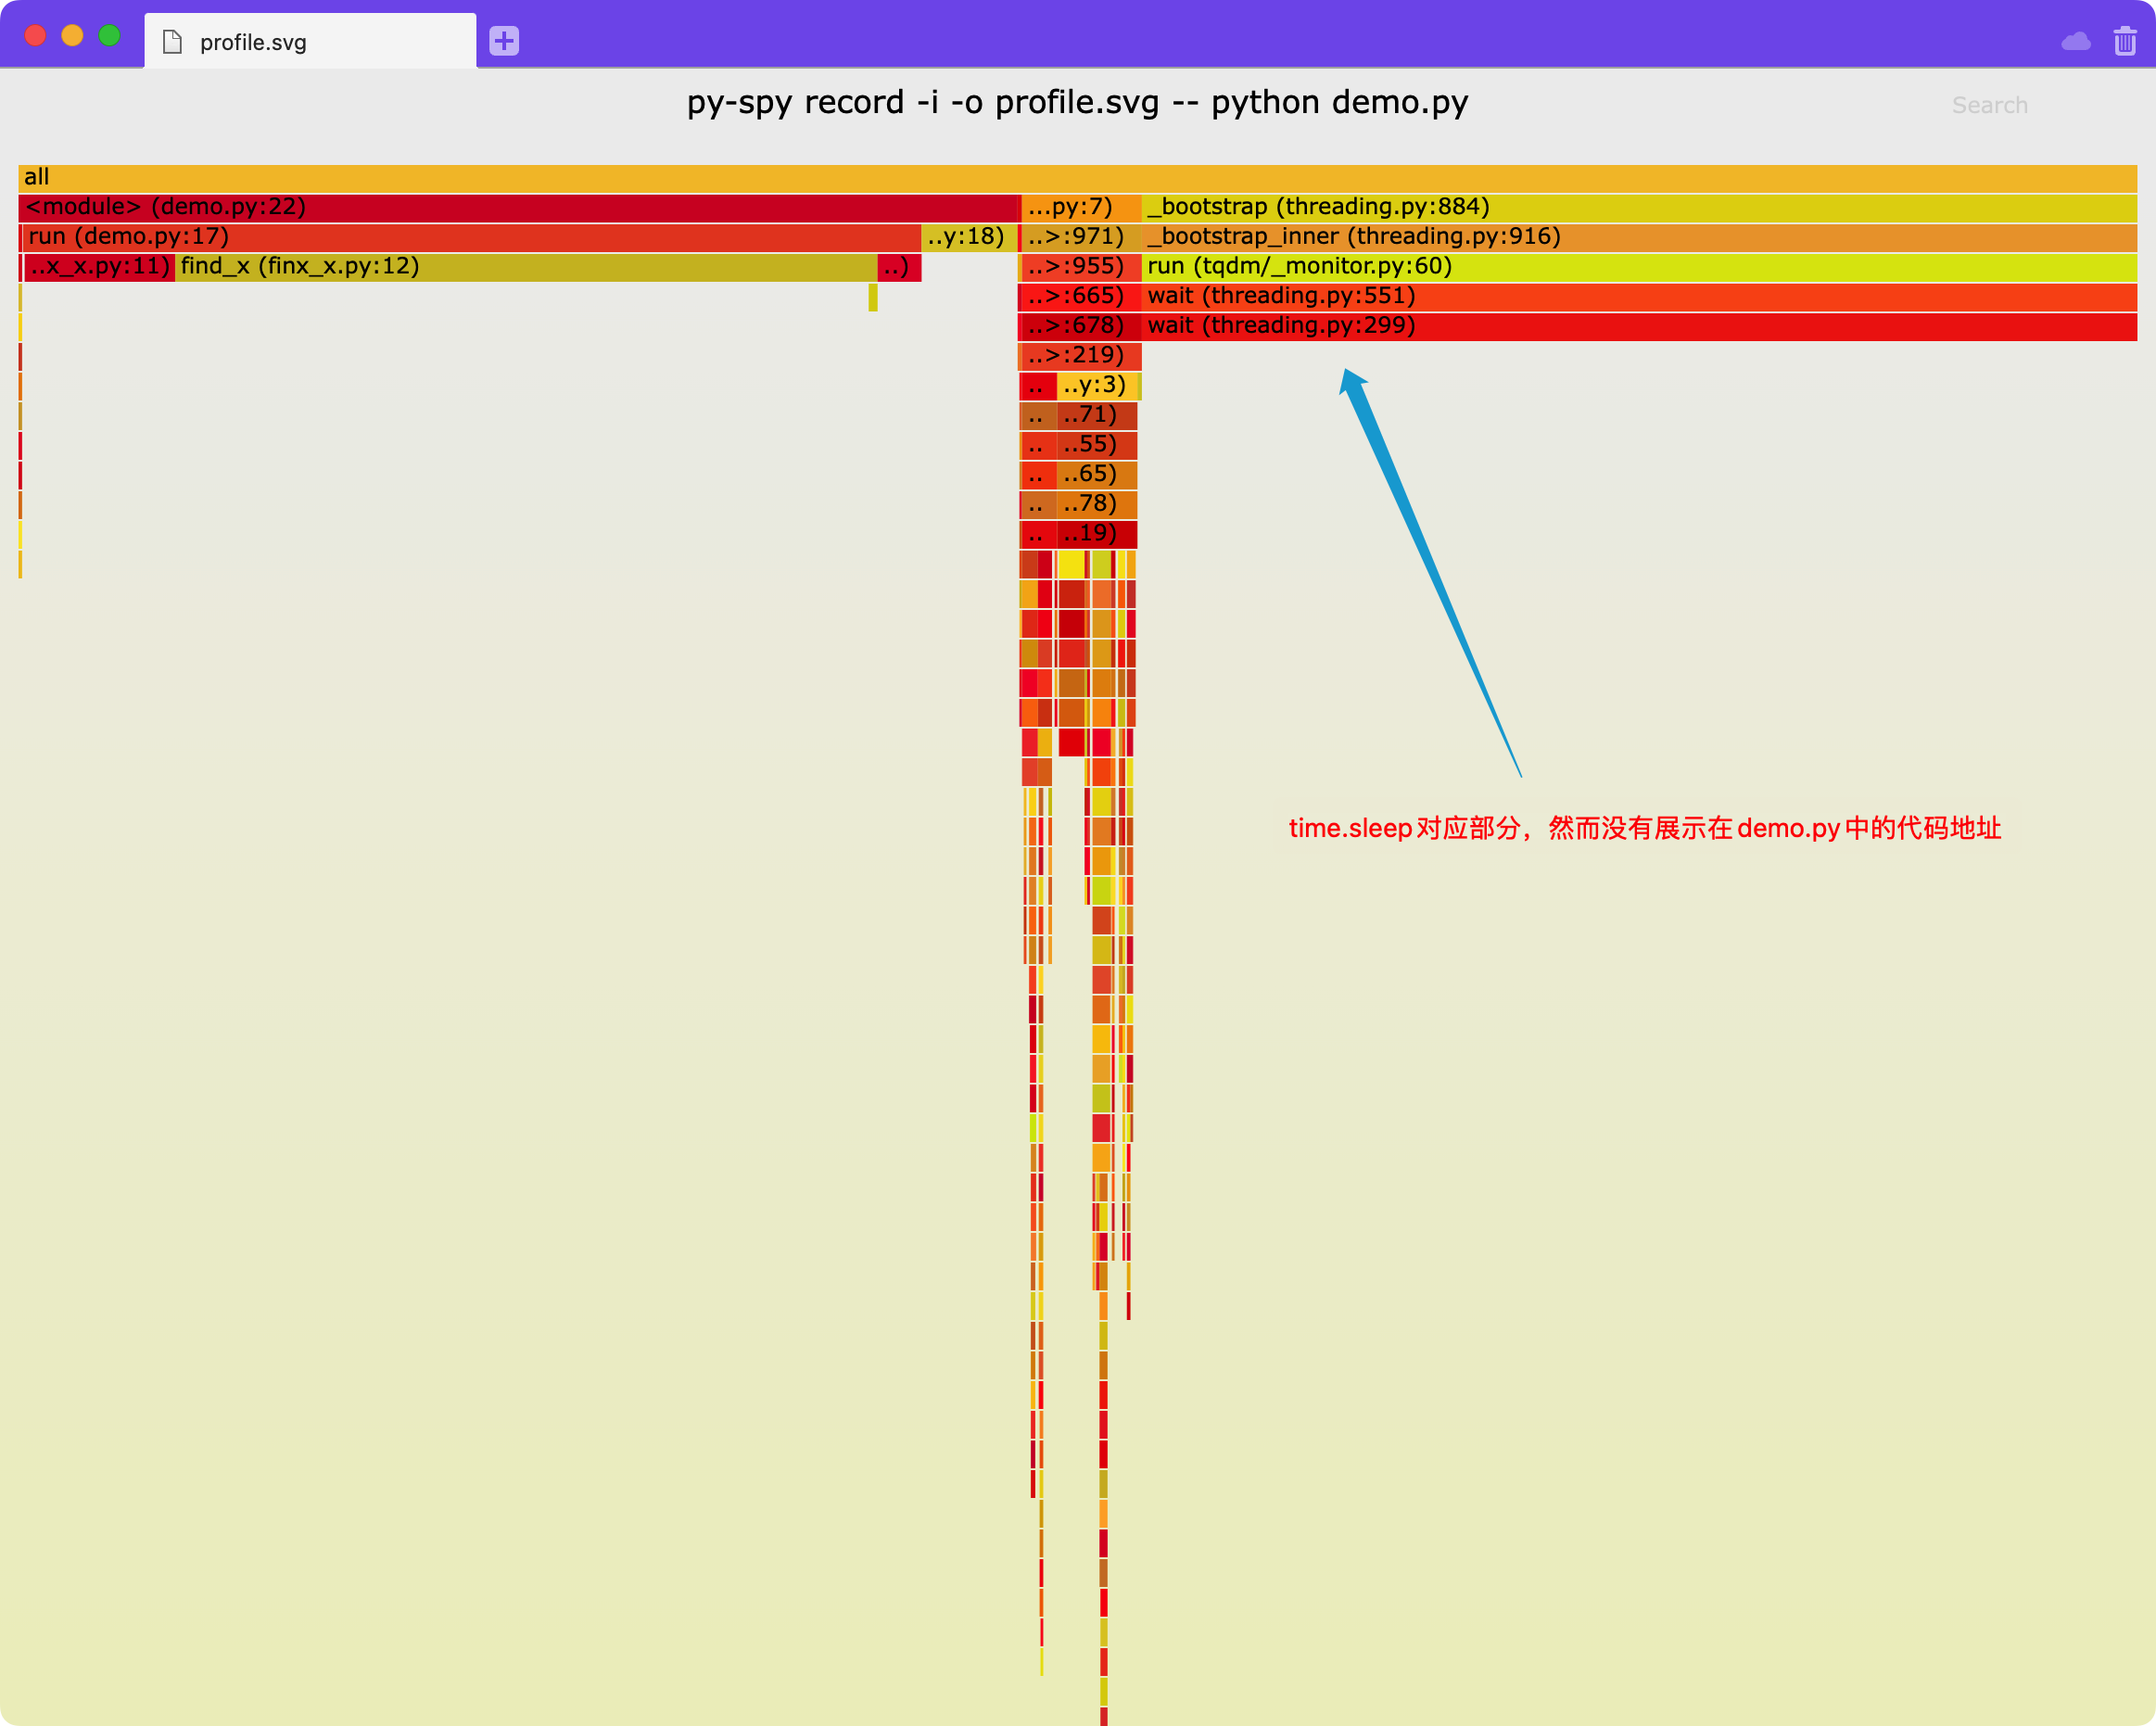 profile.svg
py-spy record -i -o profile.svg -- python demo.py
Search
all
<module> (demo.py:22)
...py:7)
_bootstrap (threading.py:884)
run (demo.py:17)
..y:18)
..>:971)
_bootstrap_inner (threading.py:916)
..x_x.py:11)
find_x (finx_x.py:12)
..)
..>:955)
run (tqdm/_monitor.py:60)
..>:665)
wait (threading.py:551)
..>:678)
wait (threading.py:299)
..>:219)
..
..y:3)
..
..71)
..
..55)
..
..65)
..
..78)
..
..19)
time.sleep对应部分，然而没有展示在demo.py中的代码地址